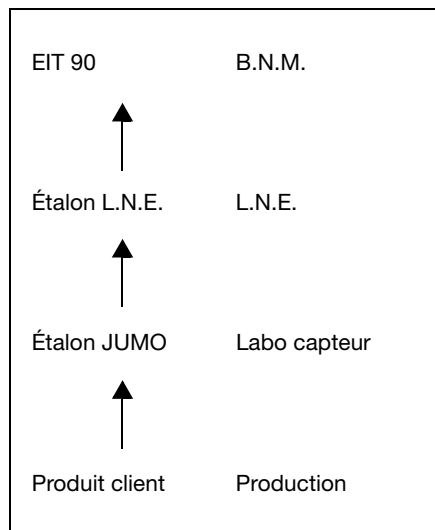 EIT 90 B.N.M.
Étalon L.N.E. L.N.E.
Étalon JUMO Labo capteur
Produit client Production